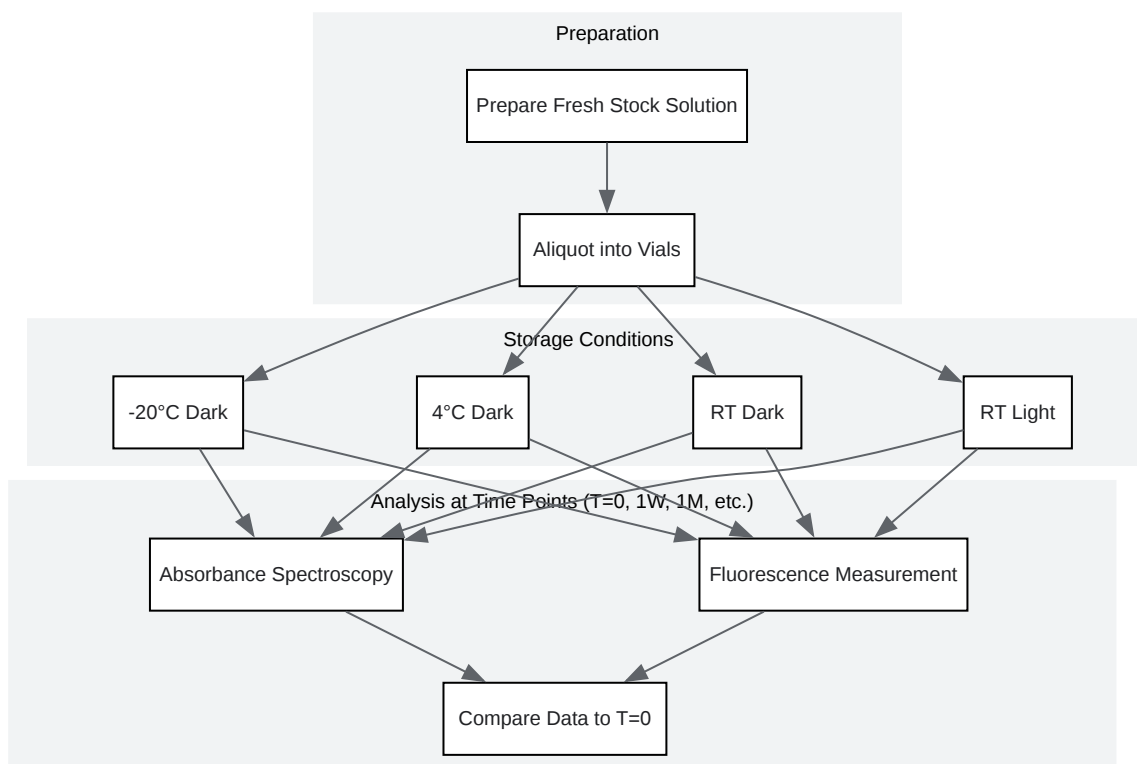 Preparation
Prepare Fresh Stock Solution
Aliquot into Vials
Storage Conditions
-20°C Dark
4°C Dark
RT Dark
RT Light
Analysis at Time Points (T=0, 1W, 1M, etc.)
Absorbance Spectroscopy
Fluorescence Measurement
Compare Data to T=0